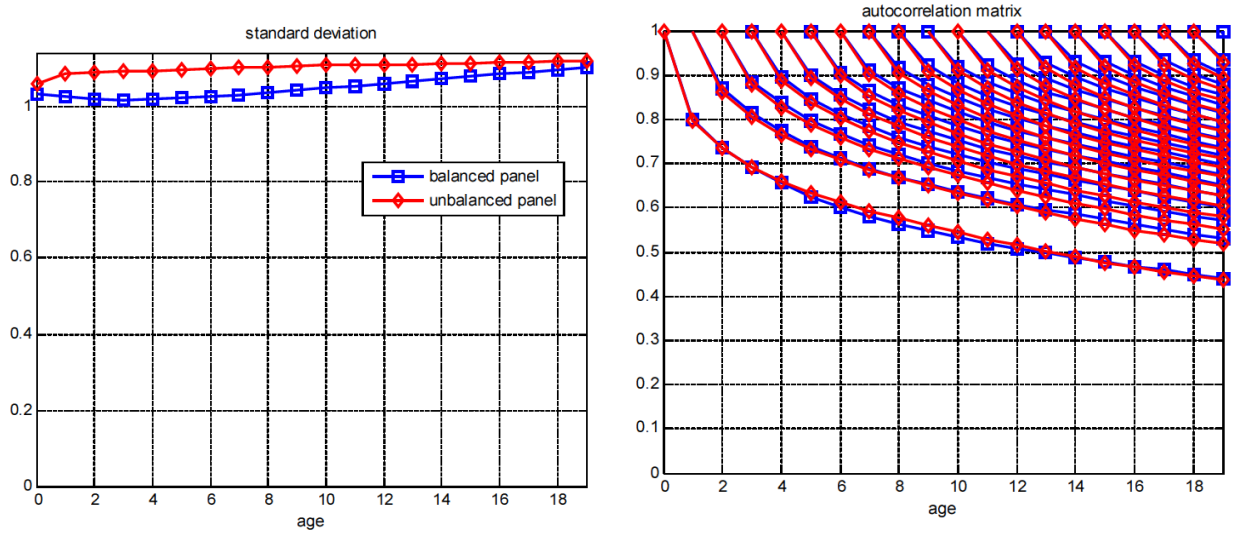 standard deviation
1
1
0.8
0.6
0.4
0.2
0
0 2 4 6 8 10 12 14 16 18
age
balanced panel
unbalanced panel
autocorrelation matrix
1
0.9
0.8
0.7
0.6
0.5
0.4
0.3
0.2
0.1
0
0 2 4 6 8 10 12 14 16 18
age